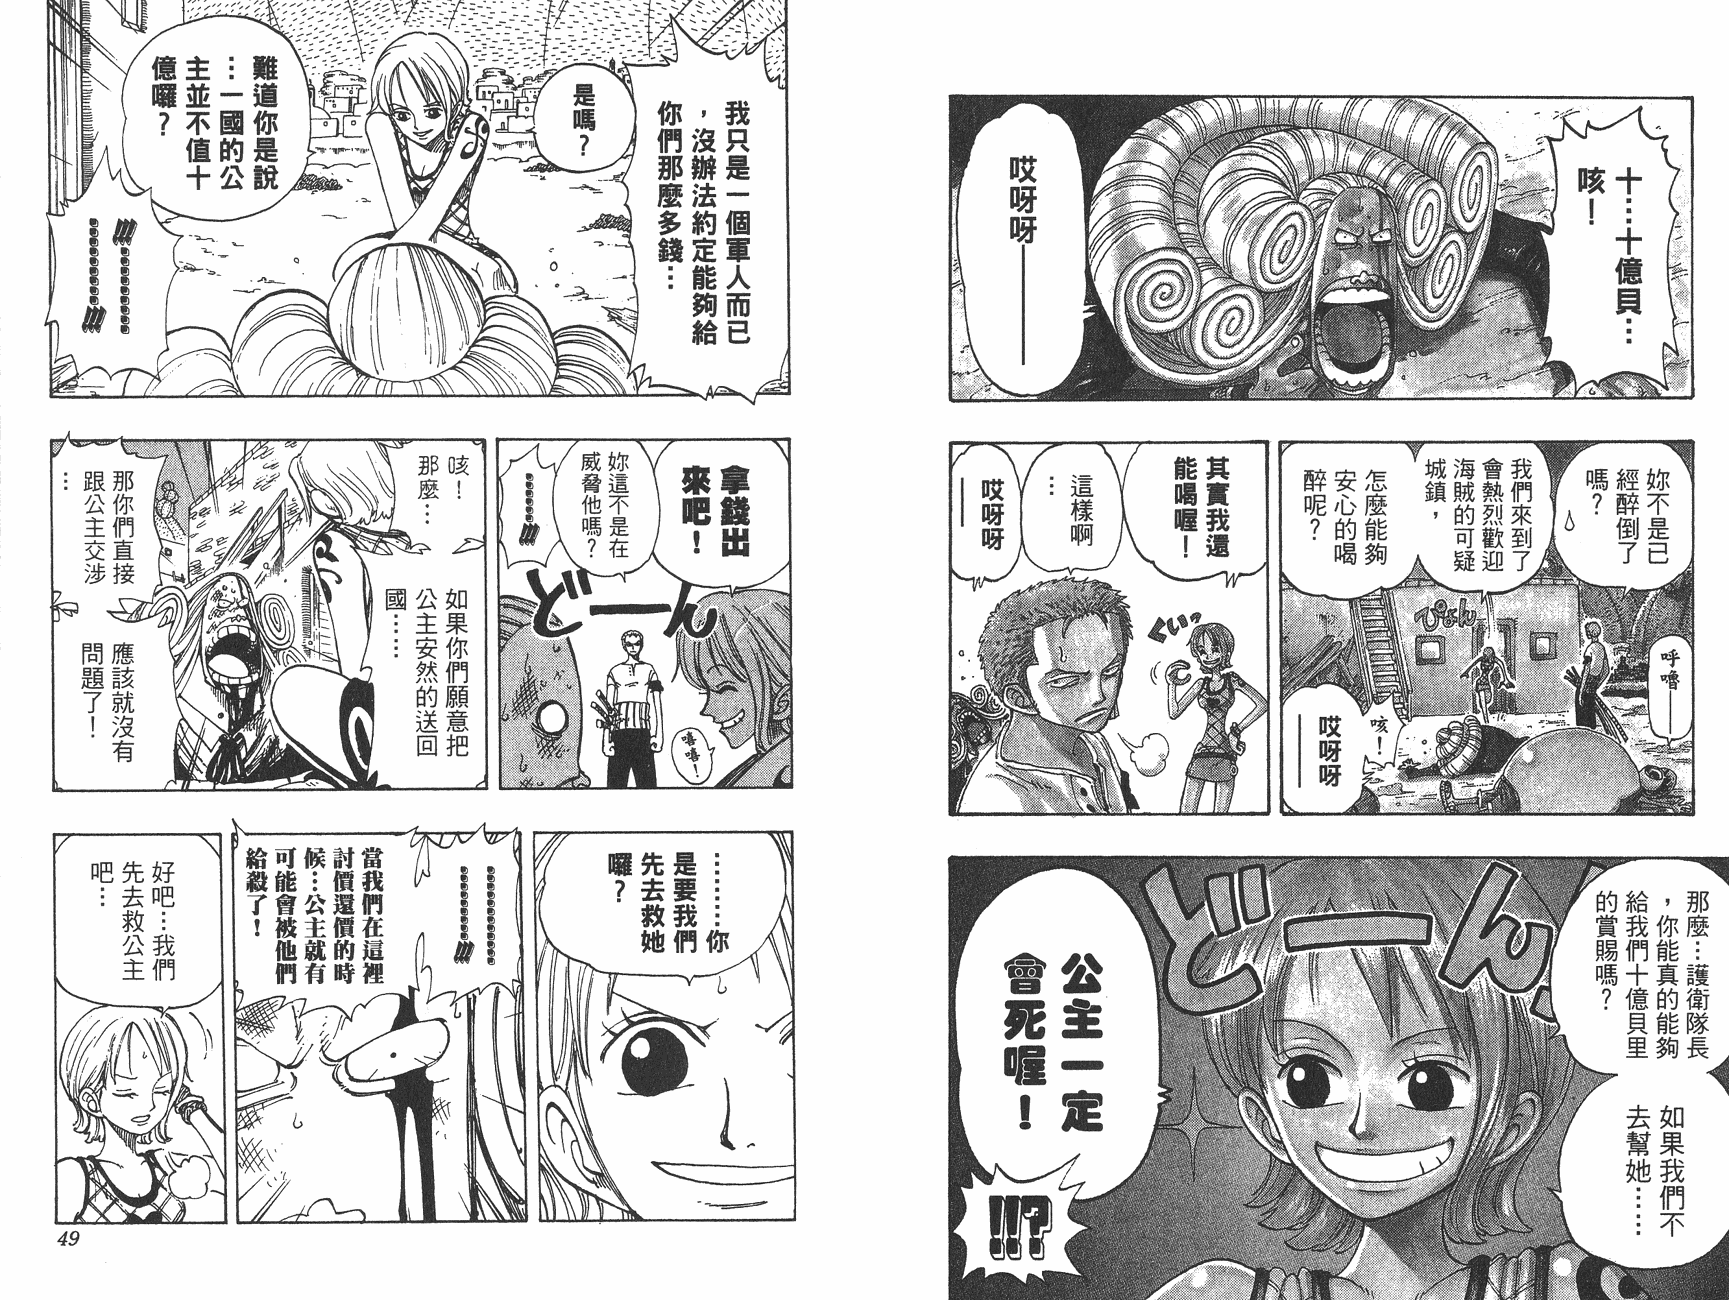 十…十億貝…
咳！
哎呀呀——
妳不是已
經醉倒了
嗎？
我們來到了
會熱烈歡迎
海賊的可疑
城鎮，
怎麼能夠
安心的喝
醉呢？
呼嚕——
ぴょん
咳！
哎呀呀——
其實我還
能喝喔！
這樣啊
…
哎呀呀——
くいっ
那麼…護衛隊長
，你能真的能夠
給我們十億貝里
的賞賜嗎？
如果我們不
去幫她……
どーん
公主一定
會死喔！
!!?
我只是一個軍人而已
，沒辦法約定能夠給
你們那麼多錢…
是嗎？
難道你是說
…一國的公
主並不值十
億囉？
拿錢出
來吧！
妳這不是在
威脅他嗎？
どーん
嘻嘻！
咳！
那麼…
如果你們願意把
公主安然的送回
國……
那你們直接
跟公主交涉
…
應該就沒有
問題了！
………你
是要我們
先去救她
囉？
當我們在這裡
討價還價的時
候…公主就有
可能會被他們
給殺了！
好吧…我們
先去救公主
吧…
49